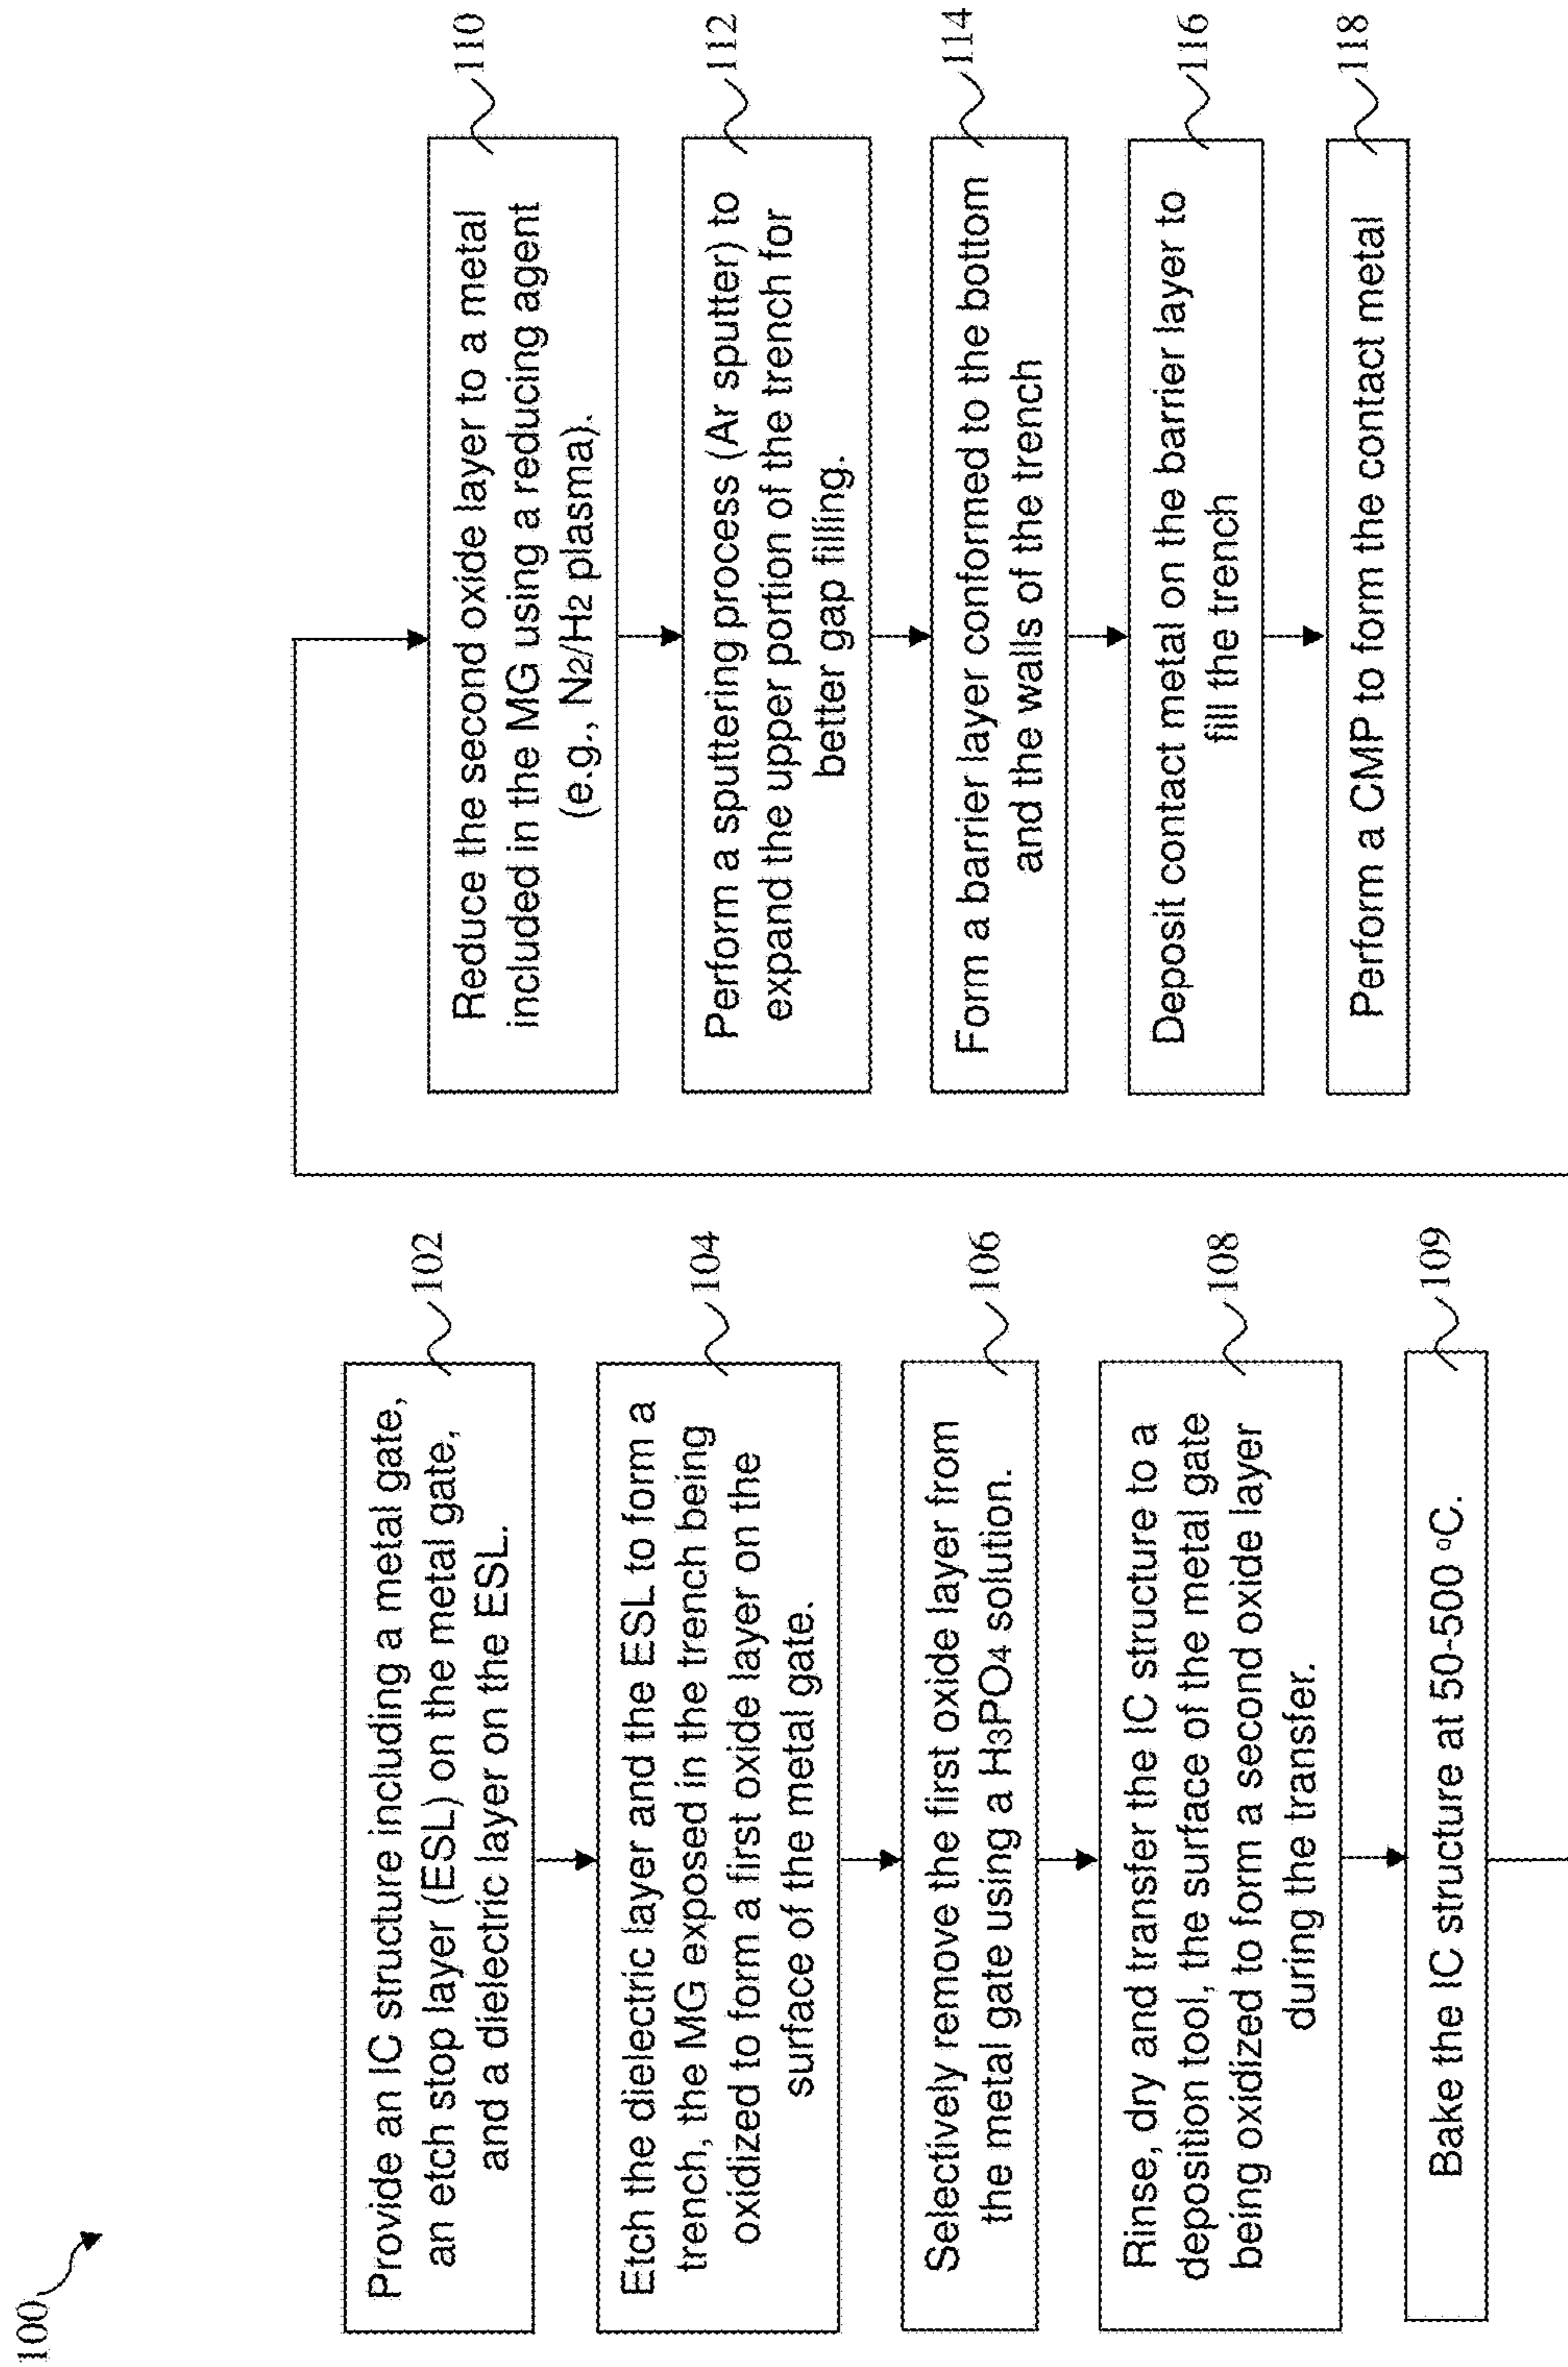 100
Provide an IC structure including a metal gate,
an etch stop layer (ESL) on the metal gate,
and a dielectric layer on the ESL.
102
Etch the dielectric layer and the ESL to form a
trench, the MG exposed in the trench being
oxidized to form a first oxide layer on the
surface of the metal gate.
104
Selectively remove the first oxide layer from
the metal gate using a H3PO4 solution.
106
Rinse, dry and transfer the IC structure to a
deposition tool, the surface of the metal gate
being oxidized to form a second oxide layer
during the transfer.
108
Bake the IC structure at 50-500 °C.
109
Reduce the second oxide layer to a metal
included in the MG using a reducing agent
(e.g., N2/H2 plasma).
110
Perform a sputtering process (Ar sputter) to
expand the upper portion of the trench for
better gap filling.
112
Form a barrier layer conformed to the bottom
and the walls of the trench
114
Deposit contact metal on the barrier layer to
fill the trench
116
Perform a CMP to form the contact metal
118